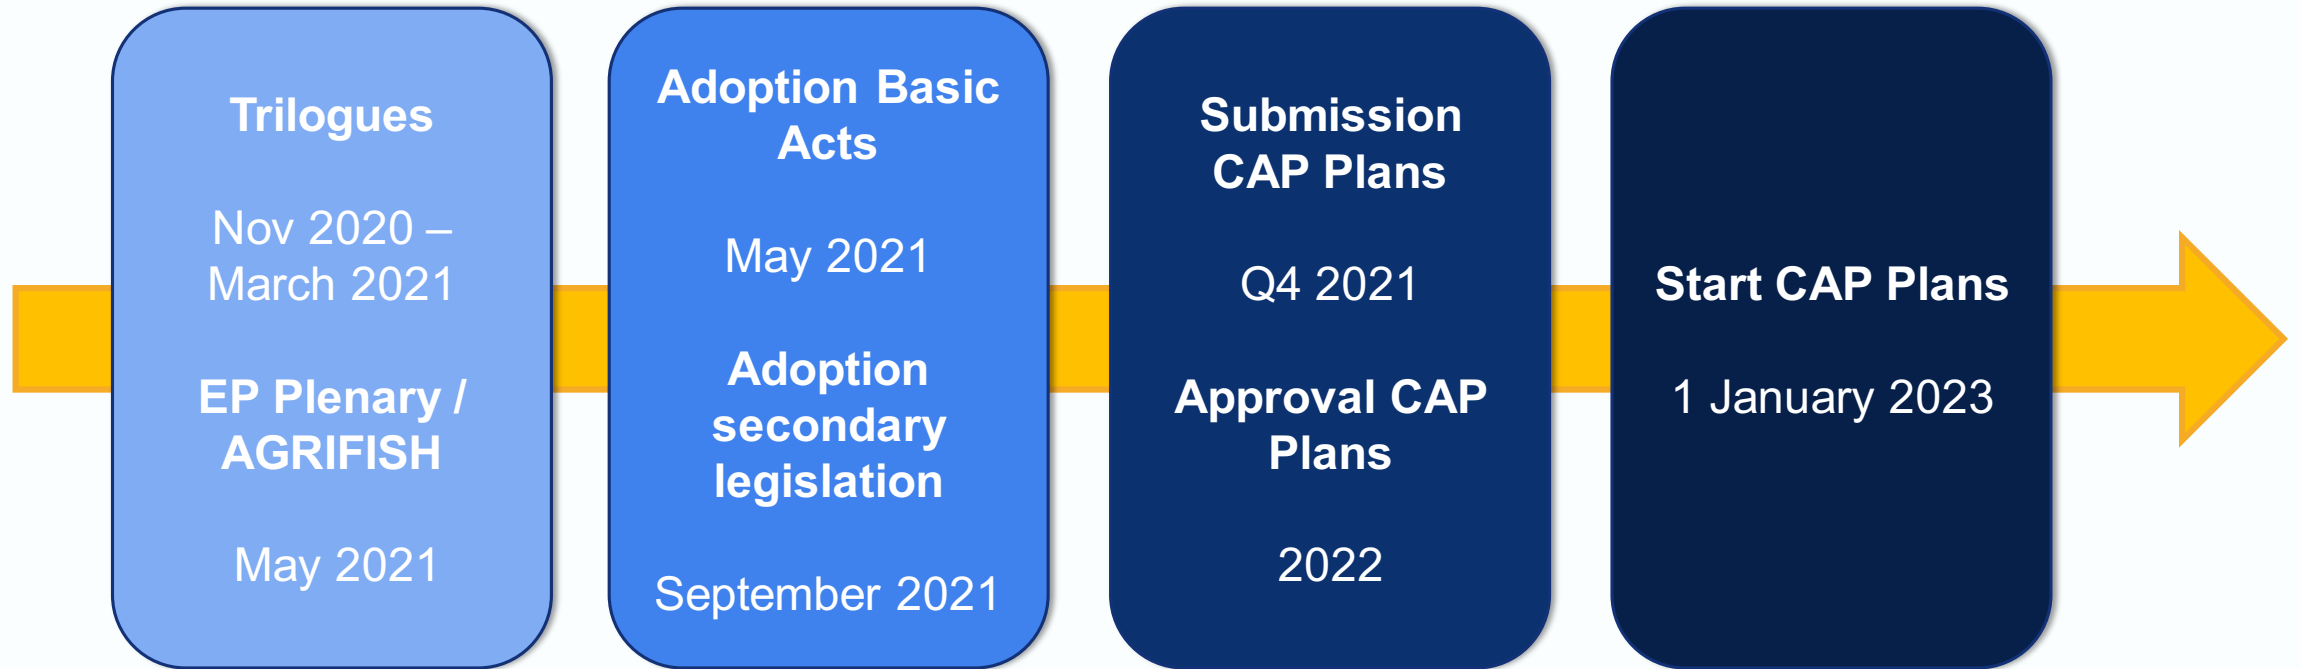 Trilogues
Nov 2020 –
March 2021
EP Plenary /
AGRIFISH
May 2021
Adoption Basic
Acts
May 2021
Adoption
secondary
legislation
September 2021
Submission
CAP Plans
Q4 2021
Approval CAP
Plans
2022
Start CAP Plans
1 January 2023